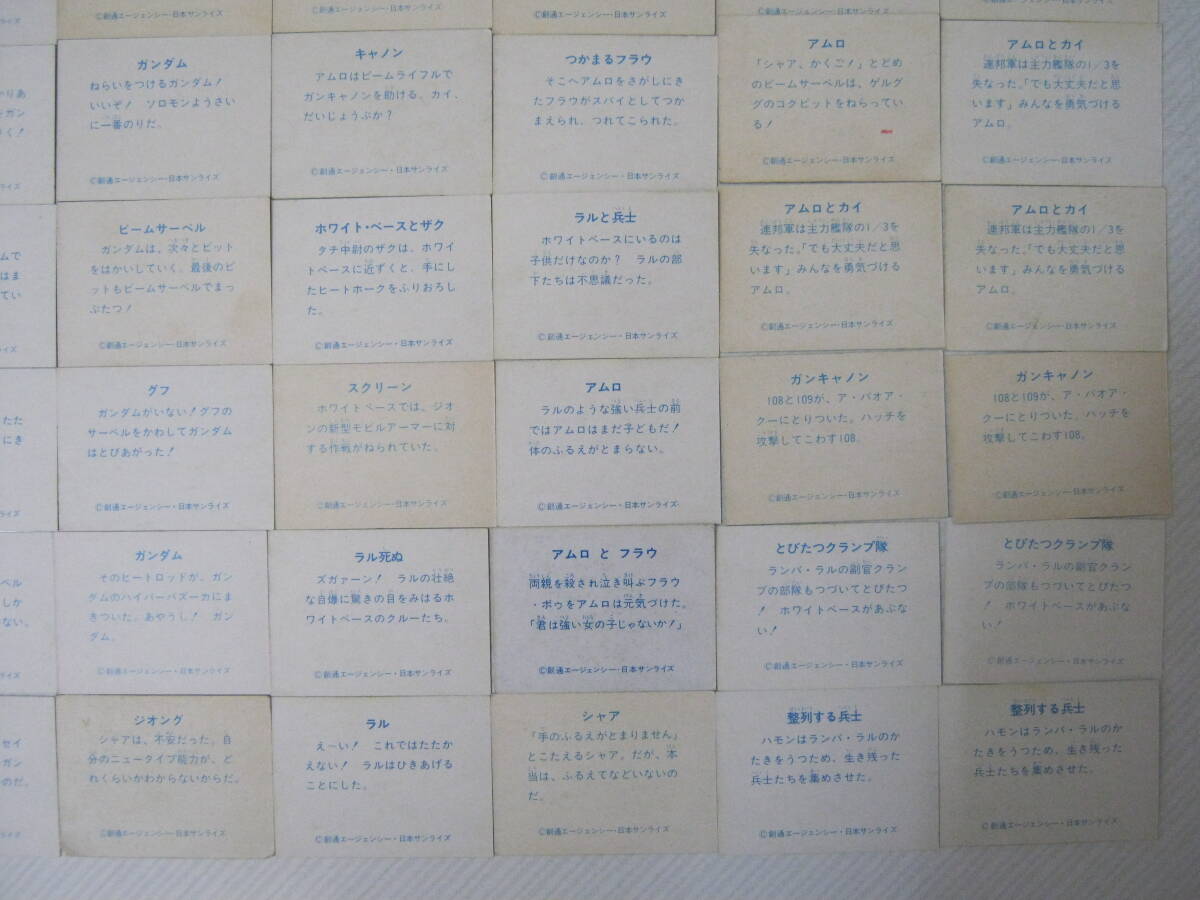 ©創通エージェンシー・日本サンライズ
©創通エージェンシー・日本サンライズ
©創通エージェンシー・日本サンライズ
ガンダム
ねらいをつけるガンダム!
いいぞ! ソロモンようさい
に一番のりだ。
©創通エージェンシー・日本サンライズ
キャノン
アムロはビームライフルで
ガンキャノンを助ける。カイ、
だいじょうぶか?
©創通エージェンシー・日本サンライズ
つかまるフラウ
そこへアムロをさがしにき
たフラウがスパイとしてつか
まえられ、つれてこられた。
©創通エージェンシー・日本サンライズ
アムロ
「シャア、かくご!」とどめ
のビームサーベルは、ゲルグ
グのコクピットをねらってい
る!
©創通エージェンシー・日本サンライズ
アムロとカイ
連邦軍は主力艦隊の1/3を
失なった。「でも大丈夫だと思
います」みんなを勇気づける
アムロ。
©創通エージェンシー・日本サンライズ
ビームサーベル
ガンダムは、次々とビット
をはかいしていく。最後のビ
ットもビームサーベルでまっ
ぷたつ!
©創通エージェンシー・日本サンライズ
ホワイト・ベースとザク
タチ中尉のザクは、ホワイ
トベースに近ずくと、手にし
たヒートホークをふりおろし
た。
©創通エージェンシー・日本サンライズ
ラルと兵士
ホワイトベースにいるのは
子供だけなのか? ラルの部
下たちは不思議だった。
©創通エージェンシー・日本サンライズ
アムロとカイ
連邦軍は主力艦隊の1/3を
失なった。「でも大丈夫だと思
います」みんなを勇気づける
アムロ。
©創通エージェンシー・日本サンライズ
アムロとカイ
連邦軍は主力艦隊の1/3を
失なった。「でも大丈夫だと思
います」みんなを勇気づける
アムロ。
©創通エージェンシー・日本サンライズ
グフ
ガンダムがいない!グフの
サーベルをかわしてガンダム
はとびあがった!
©創通エージェンシー・日本サンライズ
スクリーン
ホワイトベースでは、ジオ
ンの新型モビルアーマーに対
する作戦がねられていた。
©創通エージェンシー・日本サンライズ
アムロ
ラルのような強い兵士の前
ではアムロはまだ子どもだ!
体のふるえがとまらない。
©創通エージェンシー・日本サンライズ
ガンキャノン
108と109が、ア・バオア・
クーにとりついた。ハッチを
攻撃してこわす108。
©創通エージェンシー・日本サンライズ
ガンキャノン
108と109が、ア・バオア・
クーにとりついた。ハッチを
攻撃してこわす108。
©創通エージェンシー・日本サンライズ
ガンダム
そのヒートロッドが、ガン
ダムのハイパーバズーカにま
きついた。あやうし! ガン
ダム。
©創通エージェンシー・日本サンライズ
ラル死ぬ
ズガァーン! ラルの壮絶
な自爆に驚きの目をみはるホ
ワイトベースのクルーたち。
©創通エージェンシー・日本サンライズ
アムロ と フラウ
両親を殺され泣き叫ぶフラウ
・ボゥをアムロは元気づけた。
「君は強い女の子じゃないか!」
©創通エージェンシー・日本サンライズ
とびたつクランプ隊
ランバ・ラルの副官クラン
プの部隊もつづいてとびたつ
! ホワイトベースがあぶな
い!
©創通エージェンシー・日本サンライズ
とびたつクランプ隊
ランバ・ラルの副官クラン
プの部隊もつづいてとびたつ
! ホワイトベースがあぶな
い!
©創通エージェンシー・日本サンライズ
ジオング
シャアは、不安だった。自
分のニュータイプ能力が、ど
れくらいかわからないからだ。
©創通エージェンシー・日本サンライズ
ラル
え〜い! これではたたか
えない! ラルはひきあげる
ことにした。
©創通エージェンシー・日本サンライズ
シャア
「手のふるえがとまりません」
とこたえるシャア。だが、本
当は、ふるえてなどいないの
だ。
©創通エージェンシー・日本サンライズ
整列する兵士
ハモンはランバ・ラルのか
たきをうつため、生き残った
兵士たちを集めさせた。
©創通エージェンシー・日本サンライズ
整列する兵士
ハモンはランバ・ラルのか
たきをうつため、生き残った
兵士たちを集めさせた。
©創通エージェンシー・日本サンライズ